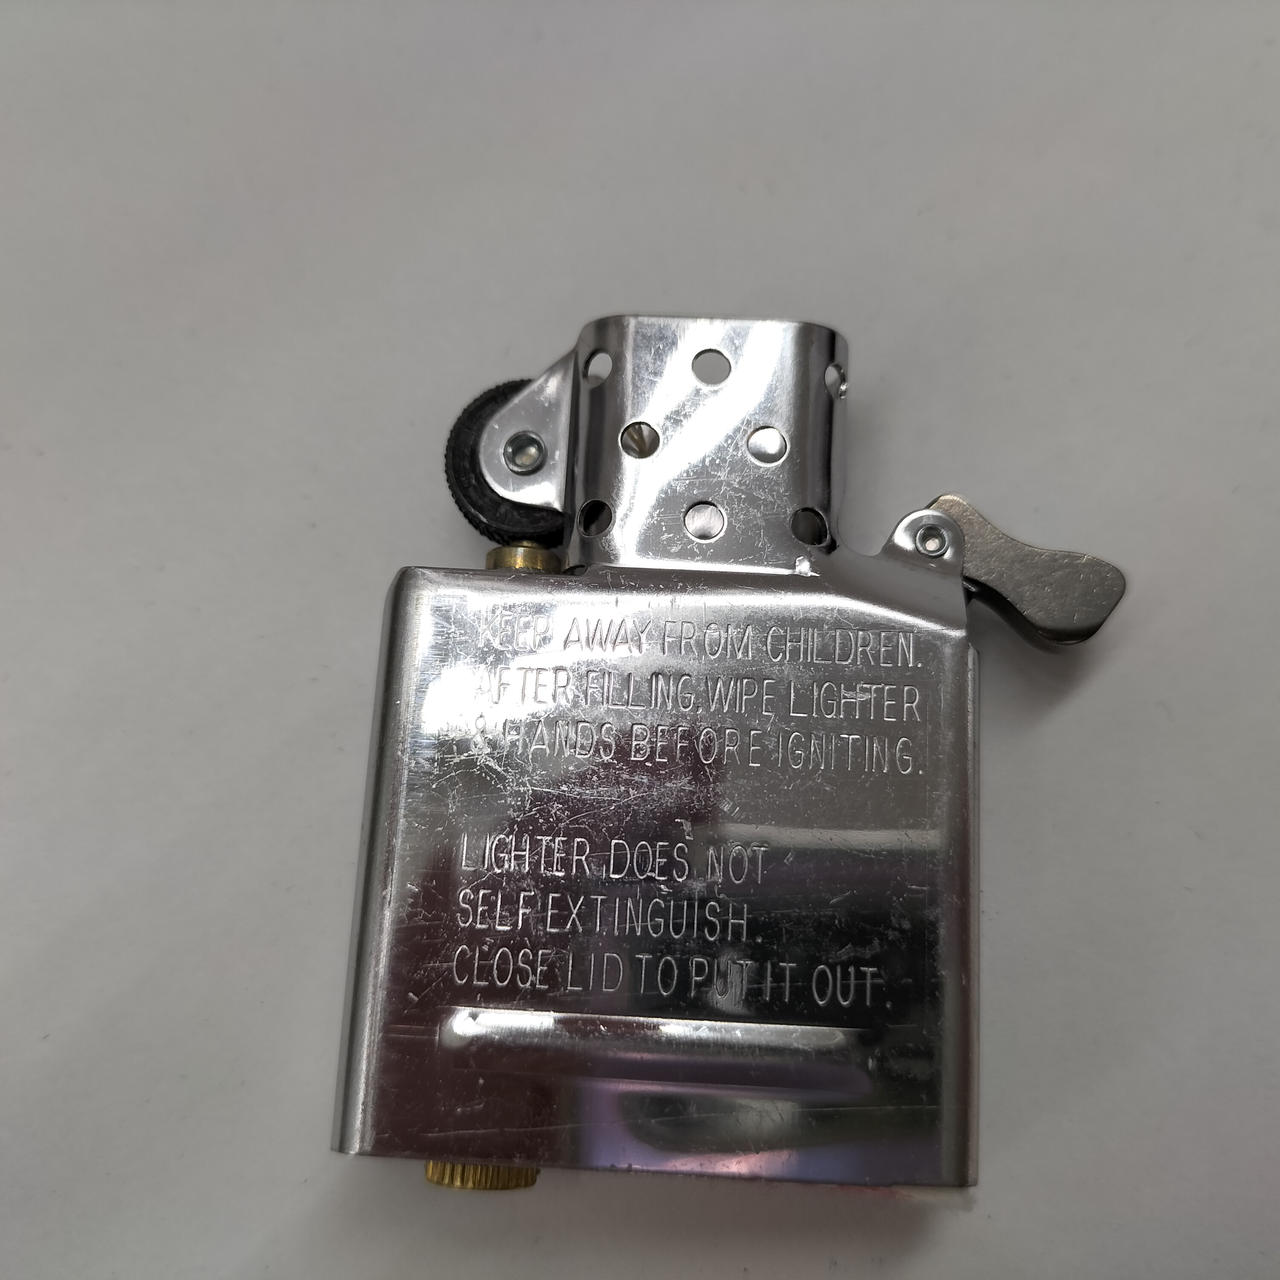 KEEP AWAY FROM CHILDREN.
AFTER FILLING, WIPE LIGHTER
& HANDS BEFORE IGNITING.
LIGHTER DOES NOT
SELF EXTINGUISH.
CLOSE LID TO PUT IT OUT.